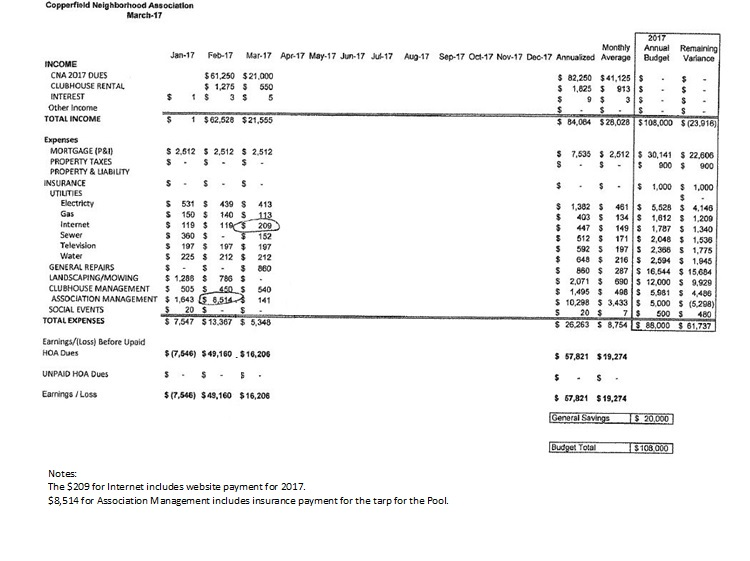 Copperfield Neighborhood Association
March-17
2017
Monthly Annual Remaining
Jan-17 Feb-17 Mar-17 Apr-17 May-17 Jun-17 Jul-17 Aug-17 Sep-17 Oct-17 Nov-17 Dec-17 Annualized Average Budget Variance
INCOME
CNA 2017 DUES $61,250 $21,000 $ 82,250 $41,125 $ - $ -
CLUBHOUSE RENTAL $ 1,275 $ 550 $ 1,825 $ 913 $ - $ -
INTEREST $ 1 $ 3 $ 5 $ 9 $ 3 $ - $ -
Other Income $ - $ - $ - $ -
TOTAL INCOME $ 1 $62,528 $21,555 $ 84,084 $28,028 $108,000 $(23,916)
Expenses
MORTGAGE (P&I) $ 2,512 $ 2,512 $ 2,512 $ 7,535 $ 2,512 $ 30,141 $ 22,606
PROPERTY TAXES $ - $ - $ - $ - $ - $ 900 $ 900
PROPERTY & LIABILITY
INSURANCE $ - $ - $ - $ - $ - $ 1,000 $ 1,000
UTILITIES $ -
Electricty $ 531 $ 439 $ 413 $ 1,382 $ 461 $ 5,528 $ 4,146
Gas $ 150 $ 140 $ 113 $ 403 $ 134 $ 1,612 $ 1,209
Internet $ 119 $ 119 $ 209 $ 447 $ 149 $ 1,787 $ 1,340
Sewer $ 360 $ - $ 152 $ 512 $ 171 $ 2,048 $ 1,536
Television $ 197 $ 197 $ 197 $ 592 $ 197 $ 2,366 $ 1,775
Water $ 225 $ 212 $ 212 $ 648 $ 216 $ 2,594 $ 1,945
GENERAL REPAIRS $ - $ - $ 860 $ 860 $ 287 $ 16,544 $ 15,684
LANDSCAPING/MOWING $ 1,286 $ 786 $ - $ 2,071 $ 690 $ 12,000 $ 9,929
CLUBHOUSE MANAGEMENT $ 505 $ 450 $ 540 $ 1,495 $ 498 $ 5,981 $ 4,486
ASSOCIATION MANAGEMENT $ 1,643 $ 8,514 $ 141 $ 10,298 $ 3,433 $ 5,000 $ (5,298)
SOCIAL EVENTS $ 20 $ - $ - $ 20 $ 7 $ 500 $ 480
TOTAL EXPENSES $ 7,547 $13,367 $ 5,348 $ 26,263 $ 8,754 $ 88,000 $ 61,737
Earnings/(Loss) Before Upaid
HOA Dues $(7,546) $49,160 $16,206 $ 57,821 $19,274
UNPAID HOA Dues $ - $ - $ - $ - $ -
Earnings / Loss $(7,546) $49,160 $16,206 $ 57,821 $19,274
General Savings $ 20,000
Budget Total $108,000
Notes:
The $209 for Internet includes website payment for 2017.
$8,514 for Association Management includes insurance payment for the tarp for the Pool.